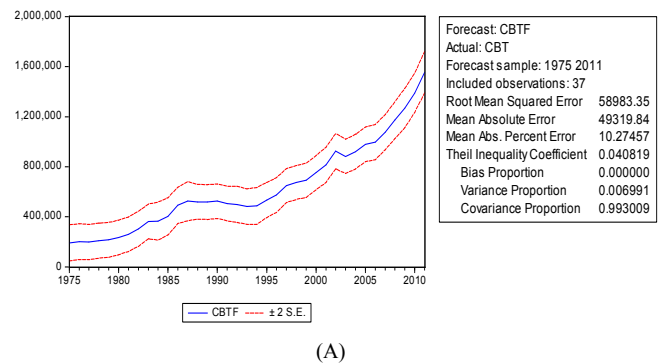 2,000,000
1,600,000
1,200,000
800,000
400,000
0
1975 1980 1985 1990 1995 2000 2005 2010
CBTF ± 2 S.E.
Forecast: CBTF
Actual: CBT
Forecast sample: 1975 2011
Included observations: 37
Root Mean Squared Error 58983.35
Mean Absolute Error 49319.84
Mean Abs. Percent Error 10.27457
Theil Inequality Coefficient 0.040819
Bias Proportion 0.000000
Variance Proportion 0.006991
Covariance Proportion 0.993009
(A)